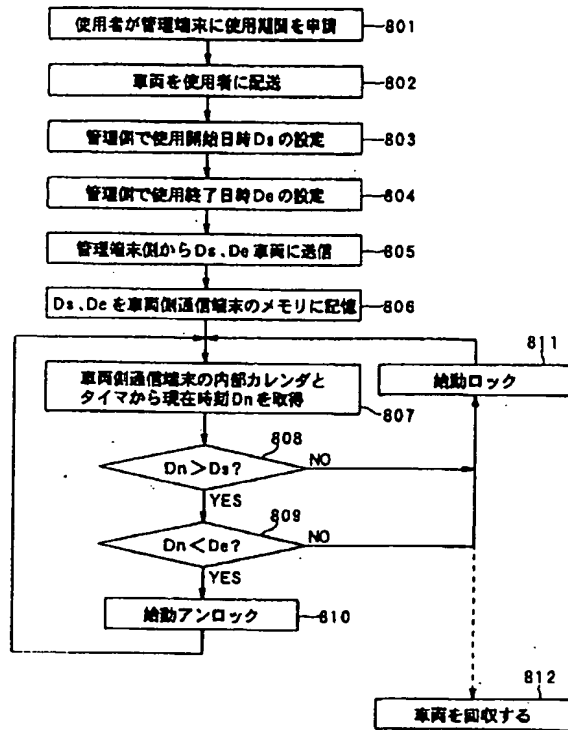 使用者が管理端末に使用期間を申請
801
車両を使用者に配送
802
管理側で使用開始日時Dsの設定
803
管理側で使用終了日時Deの設定
804
管理端末側からDs、De車両に送信
805
Ds、Deを車両側通信端末のメモリに記憶
806
811
始動ロック
車両側通信端末の内部カレンダと
タイマから現在時刻Dnを取得
807
808
Dn>Ds?
NO
YES
809
Dn<De?
NO
YES
始動アンロック
810
812
車両を回収する